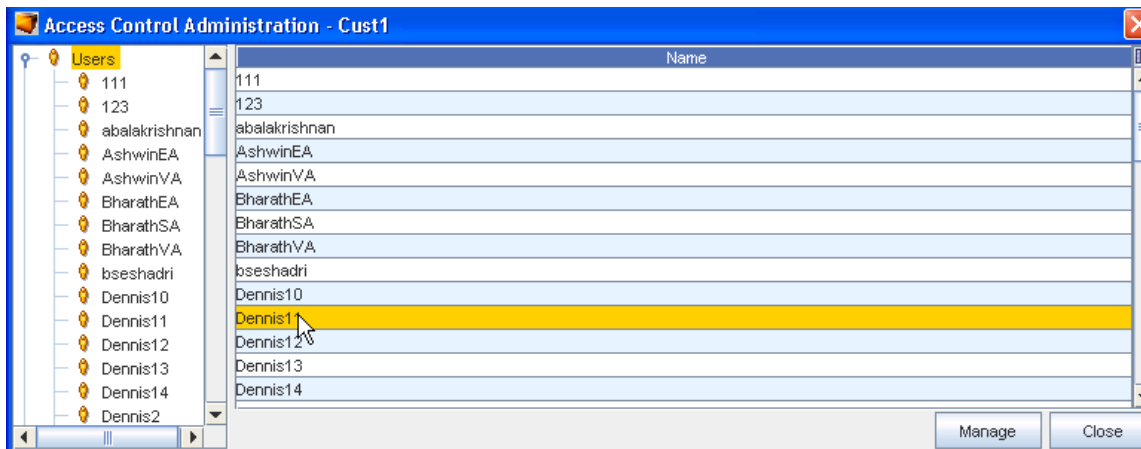 Access Control Administration - Cust1
Users
111
123
abalakrishnan
AshwinEA
AshwinVA
BharathEA
BharathSA
BharathVA
bseshadri
Dennis10
Dennis11
Dennis12
Dennis13
Dennis14
Dennis2
Name
111
123
abalakrishnan
AshwinEA
AshwinVA
BharathEA
BharathSA
BharathVA
bseshadri
Dennis10
Dennis11
Dennis12
Dennis13
Dennis14
Manage
Close